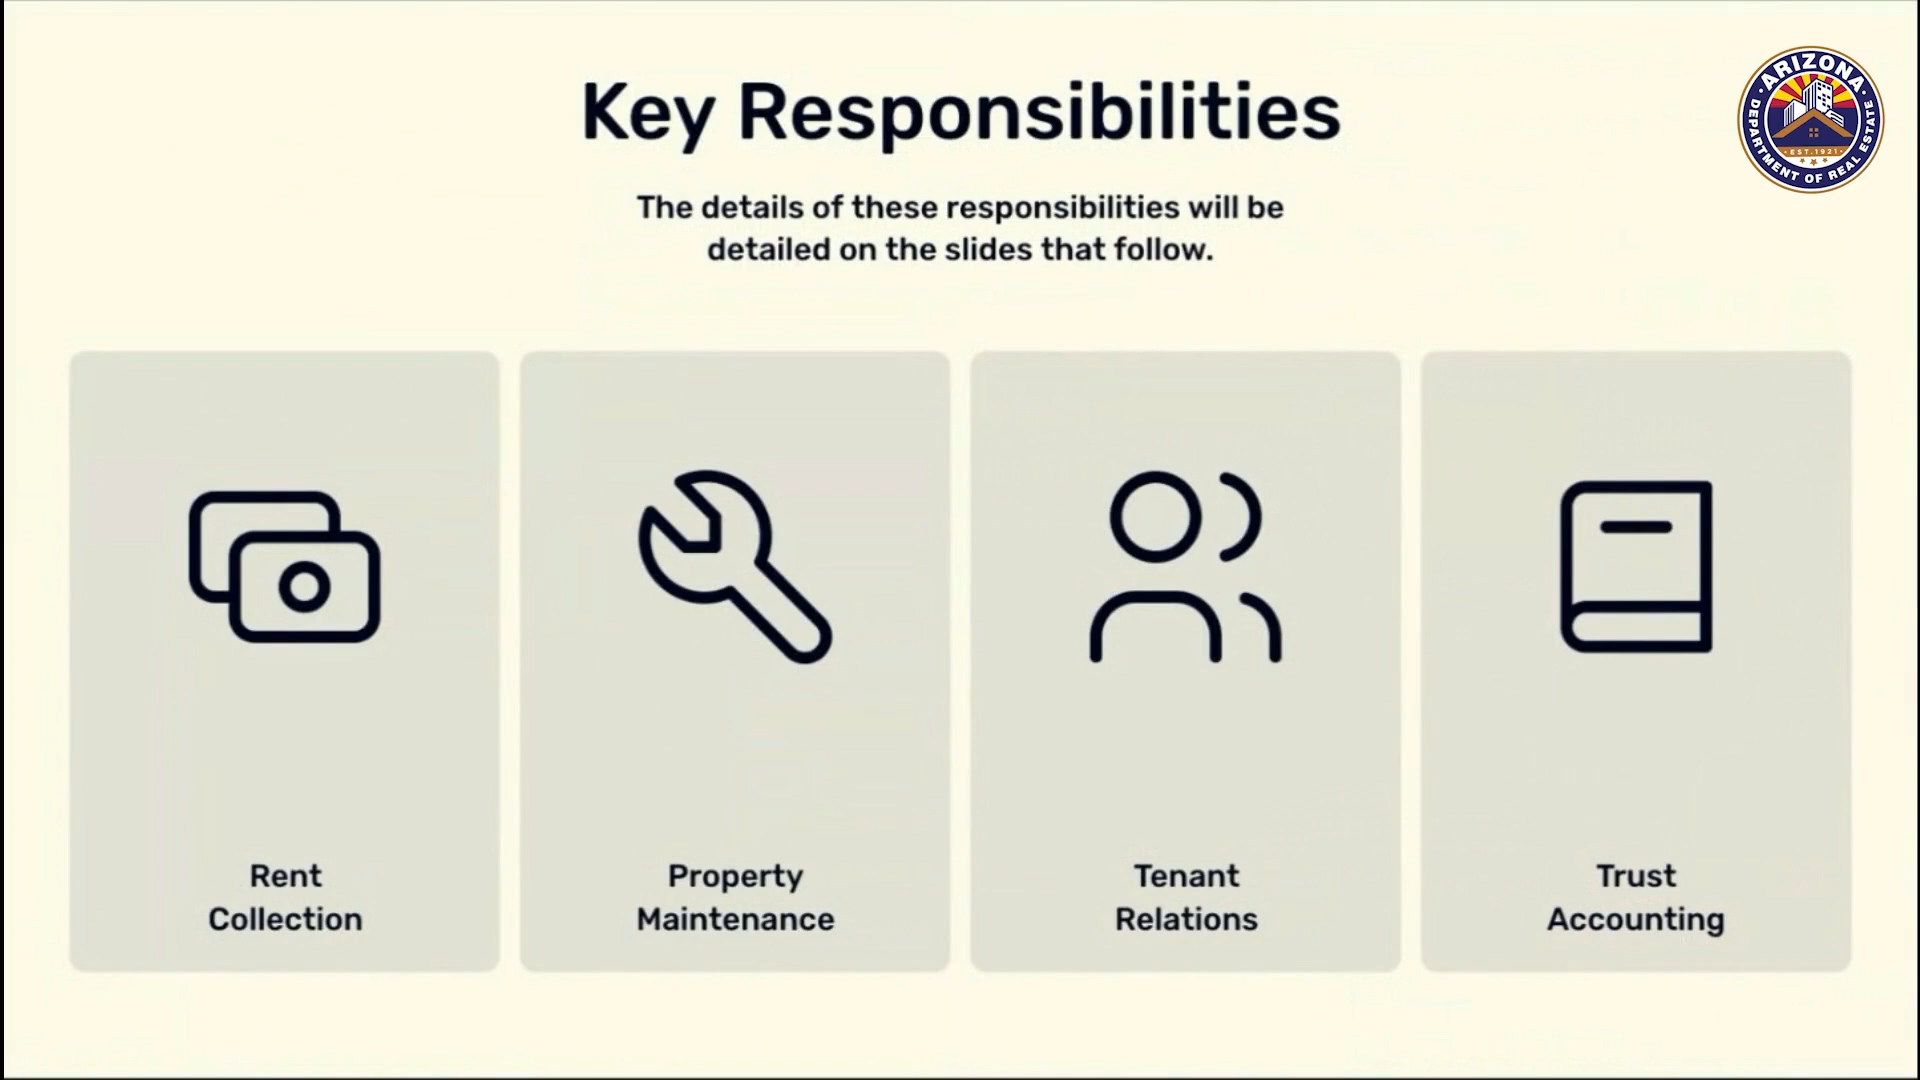 Key Responsibilities
The details of these responsibilities will be
detailed on the slides that follow.
ARIZONA
DEPARTMENT OF REAL ESTATE
EST.1921
Rent
Collection
Property
Maintenance
Tenant
Relations
Trust
Accounting